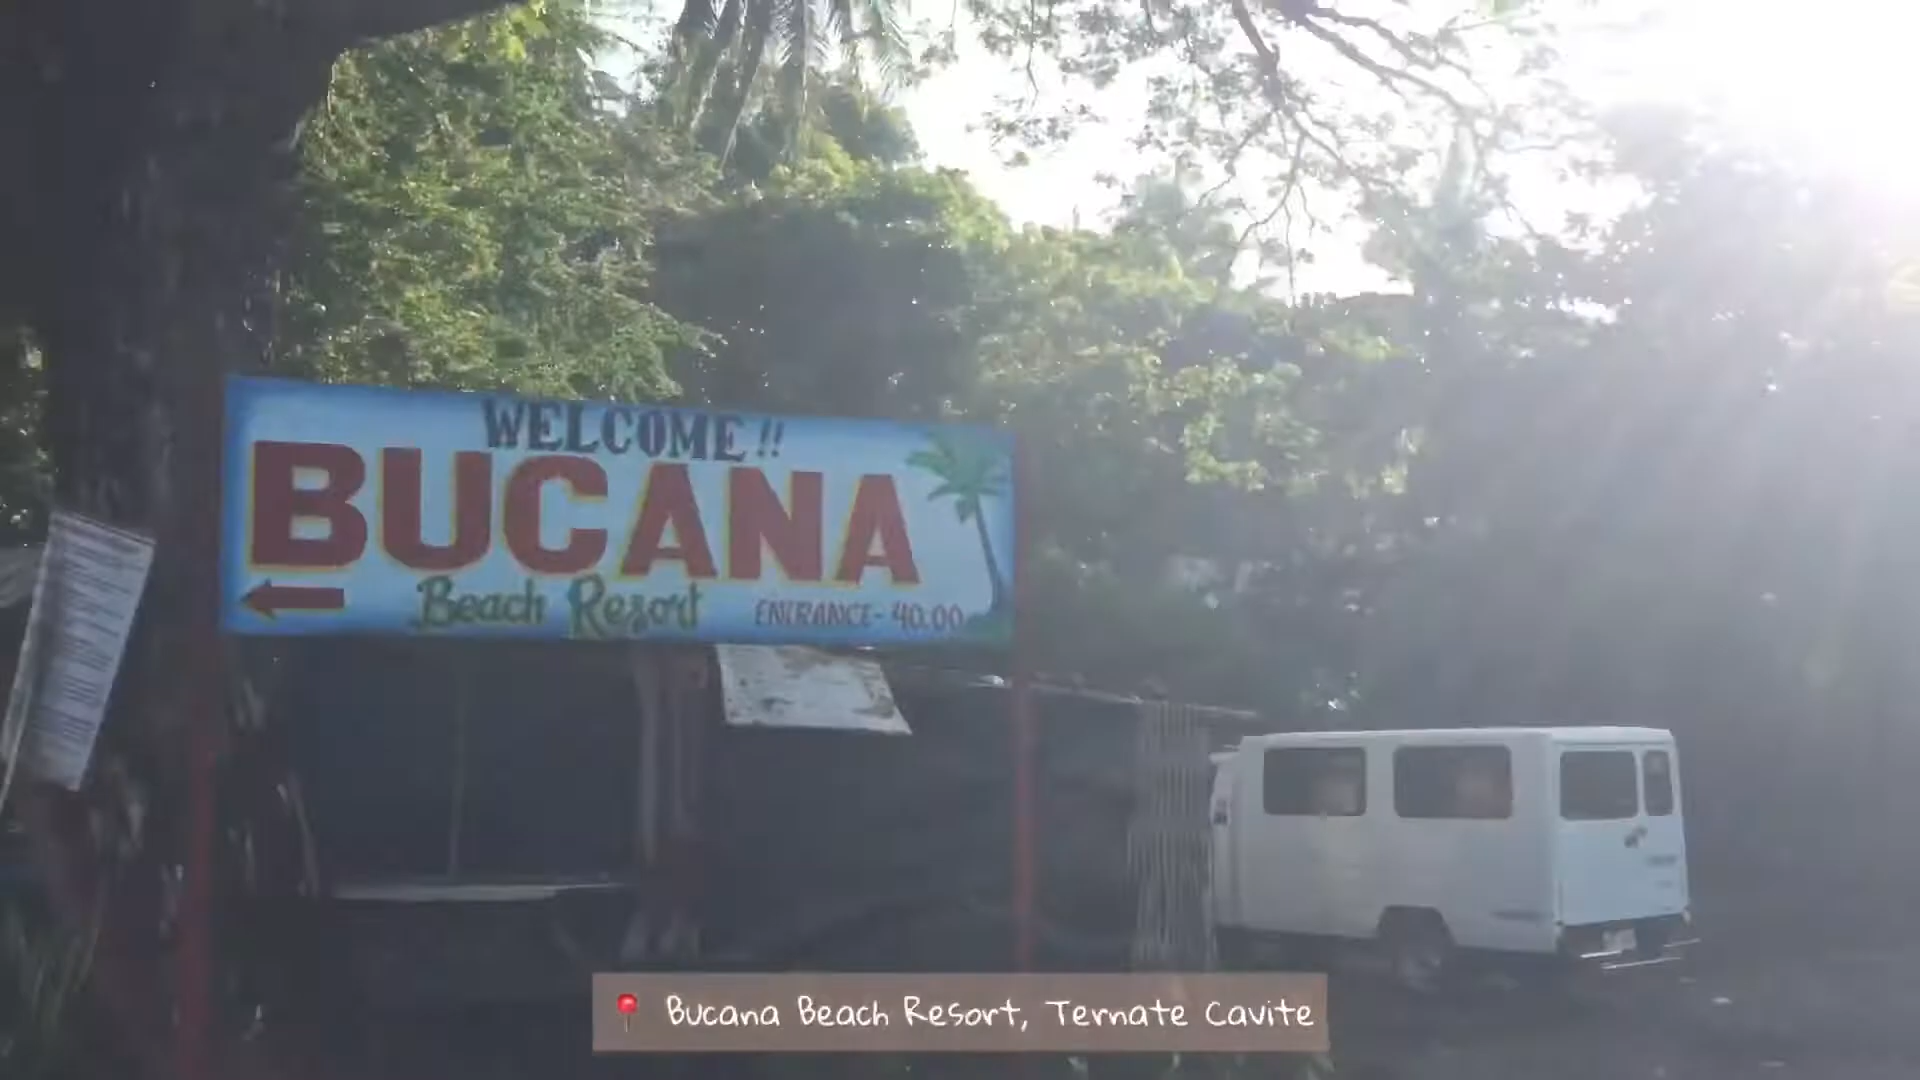 WELCOME!!
BUCANA
Beach Resort
ENTRANCE- 40.00
Bucana Beach Resort, Ternate Cavite